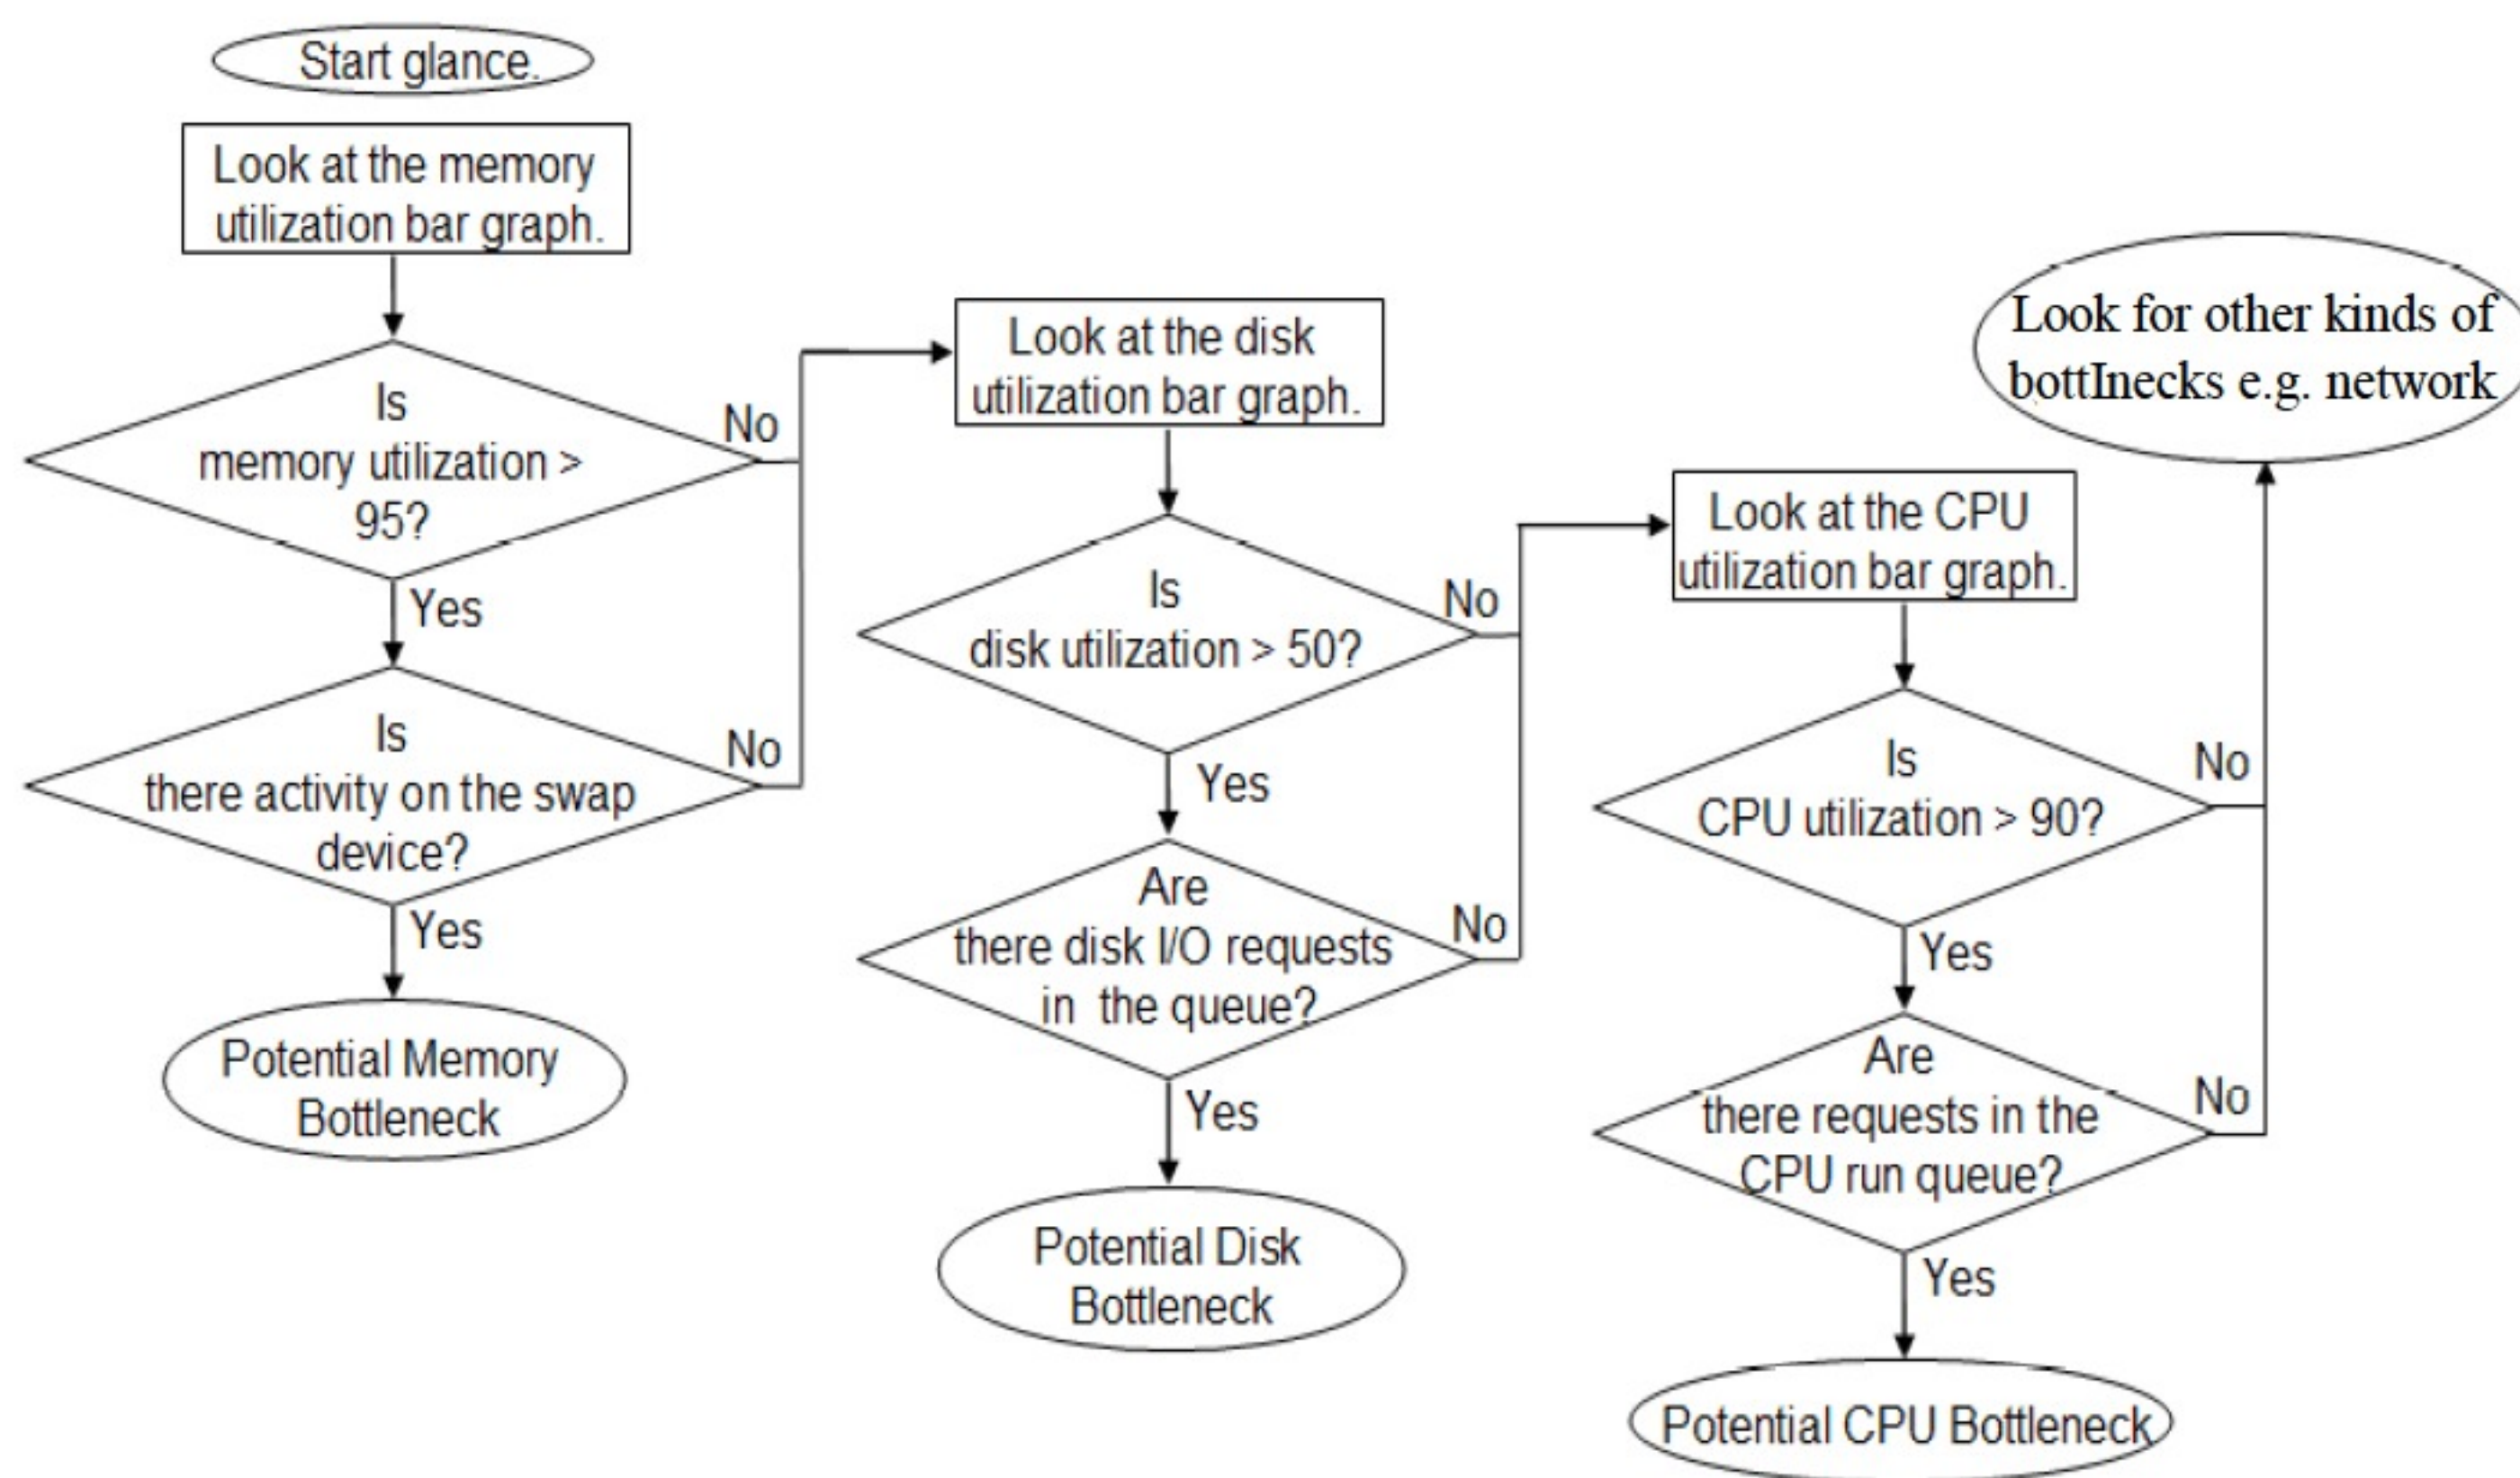 Start glance.
Look at the memory
utilization bar graph.
Is
memory utilization >
95?
No
Yes
Is
there activity on the swap
device?
No
Yes
Potential Memory
Bottleneck
Look at the disk
utilization bar graph.
Is
disk utilization > 50?
No
Yes
Are
there disk I/O requests
in the queue?
No
Yes
Potential Disk
Bottleneck
Look at the CPU
utilization bar graph.
Is
CPU utilization > 90?
No
Yes
Are
there requests in the
CPU run queue?
No
Yes
Potential CPU Bottleneck
Look for other kinds of
bottInecks e.g. network